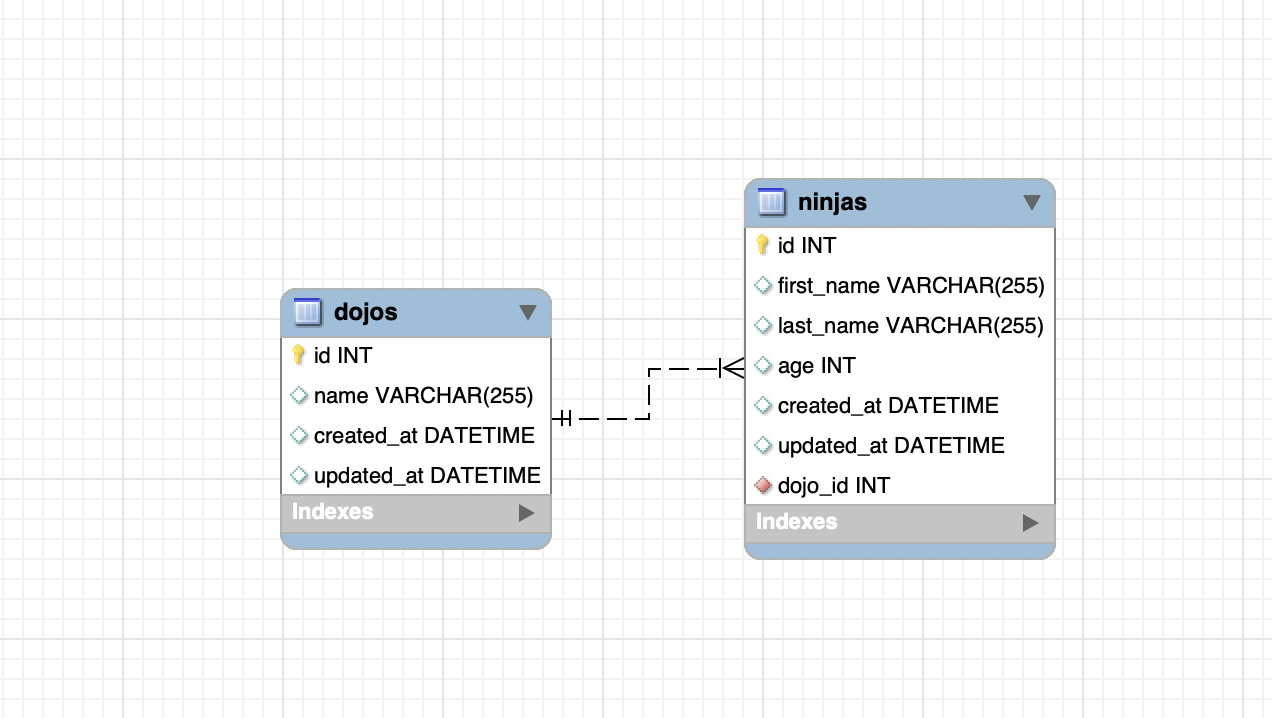 dojos
id INT
name VARCHAR(255)
created_at DATETIME
updated_at DATETIME
Indexes
ninjas
id INT
first_name VARCHAR(255)
last_name VARCHAR(255)
age INT
created_at DATETIME
updated_at DATETIME
dojo_id INT
Indexes